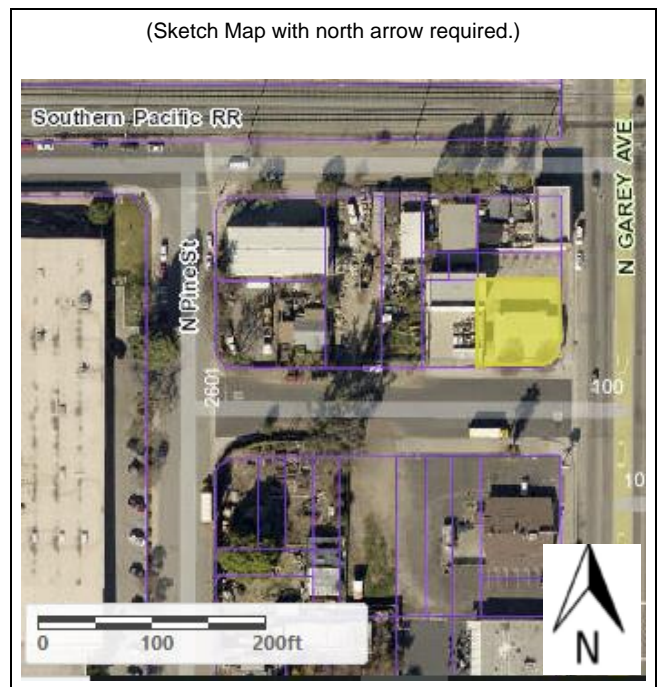 (Sketch Map with north arrow required.)
Southern Pacific RR
N GAREY AVE
N Pine St
2601
100
10
0 100 200ft
N